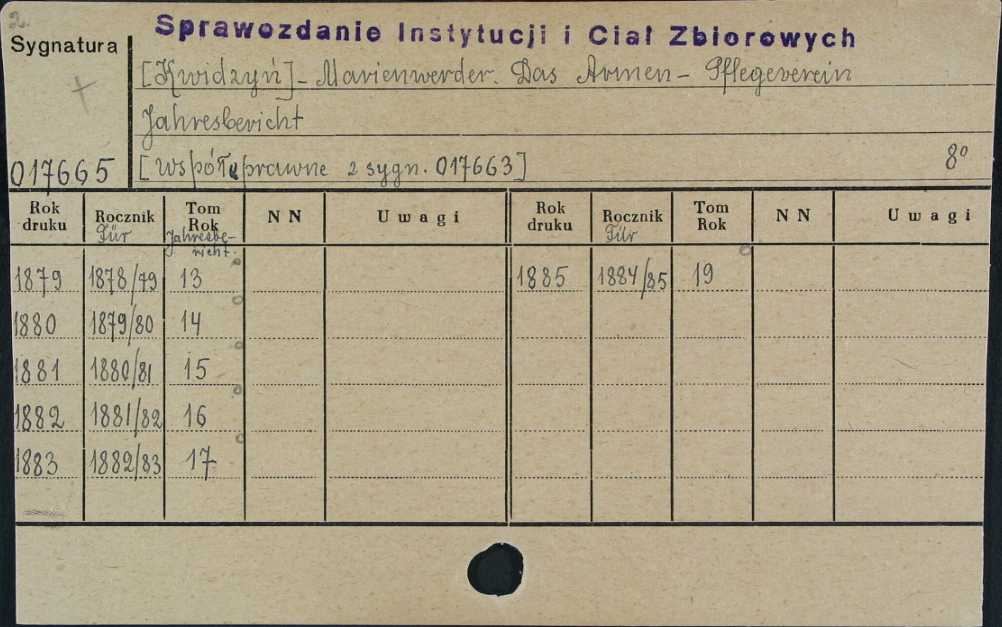 2.
Sprawozdanie Instytucji i Ciał Zbiorowych
Sygnatura
[Kwidzyń] - Marienwerder. Das Armen - Pflegeverein
Jahresbericht
017665 [Współoprawne z sygn. 017663] 8°
Rok druku Rocznik Für Tom Rok Jahresbericht. NN Uwagi Rok druku Rocznik Für Tom Rok NN Uwagi
1879 1878/79 13 1885 1884/85 19
1880 1879/80 14
1881 1880/81 15
1882 1881/82 16
1883 1882/83 17